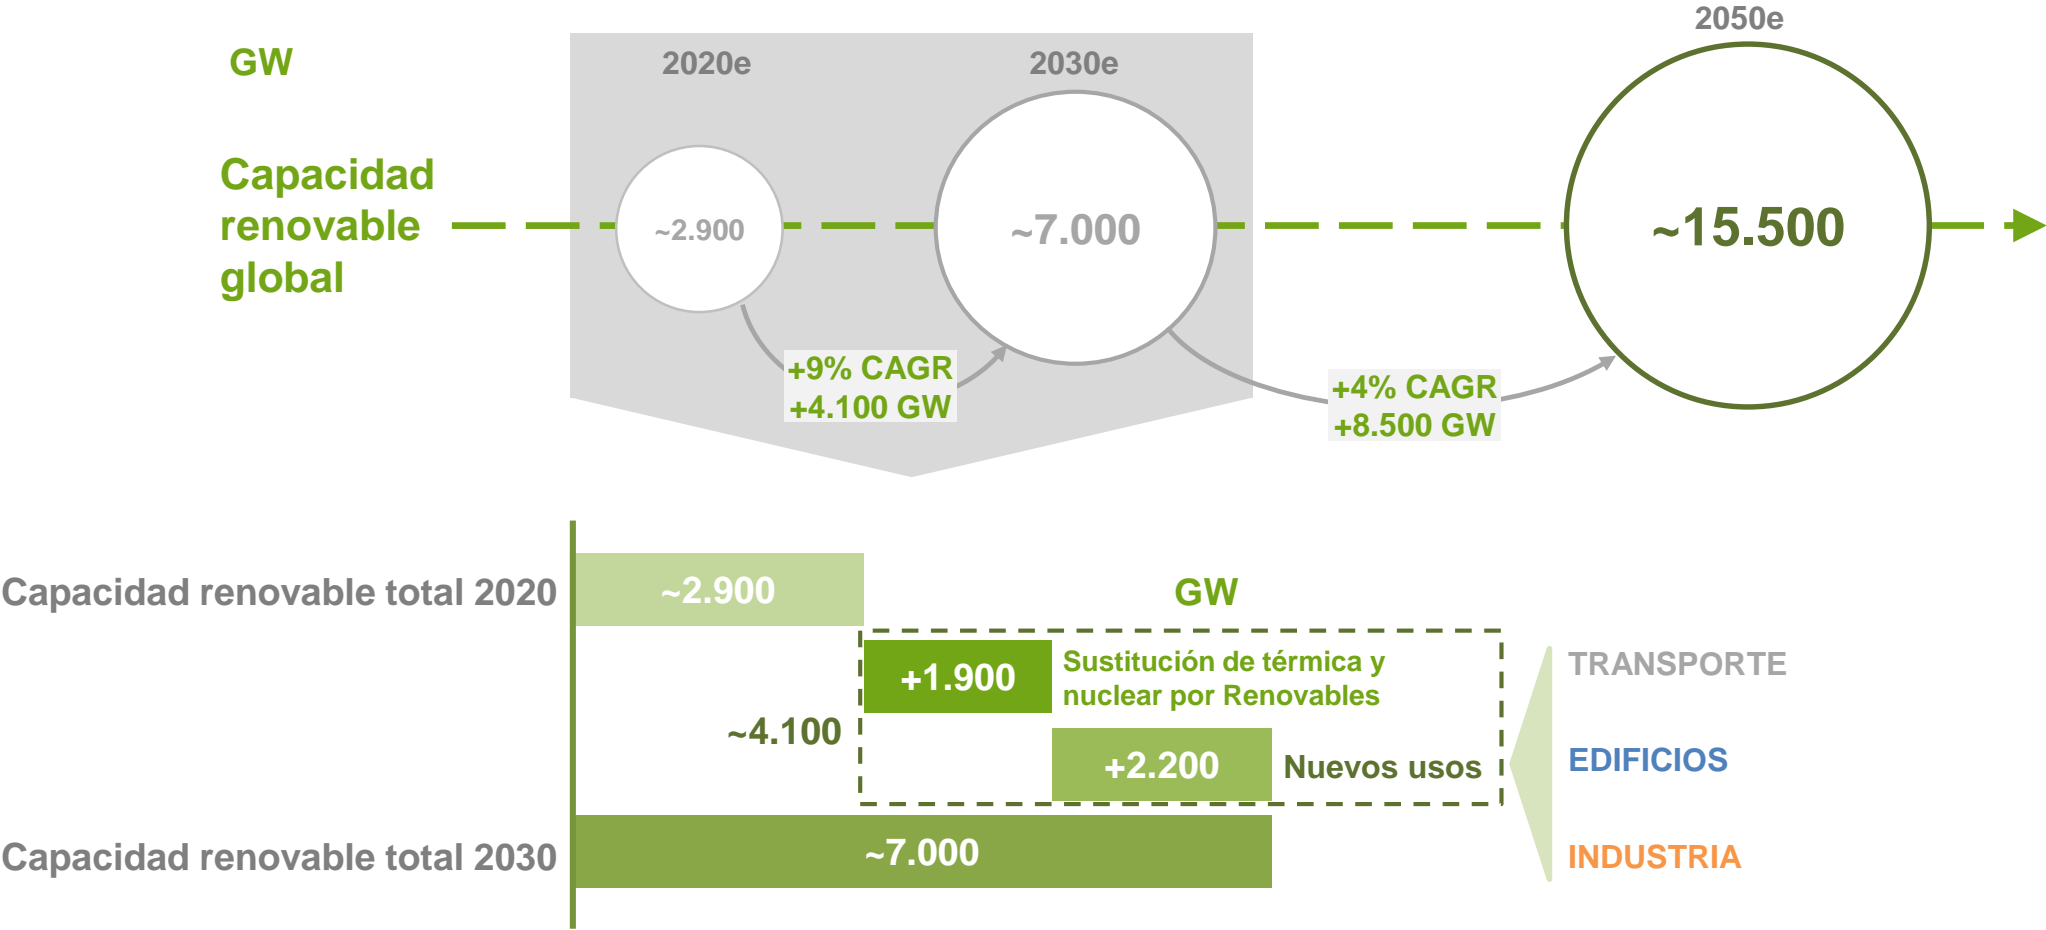 GW
2020e
2030e
2050e
Capacidad
renovable
global
~2.900
~7.000
~15.500
+9% CAGR
+4.100 GW
+4% CAGR
+8.500 GW
Capacidad renovable total 2020
~2.900
GW
+1.900
Sustitución de térmica y
nuclear por Renovables
~4.100
+2.200
Nuevos usos
TRANSPORTE
EDIFICIOS
INDUSTRIA
Capacidad renovable total 2030
~7.000